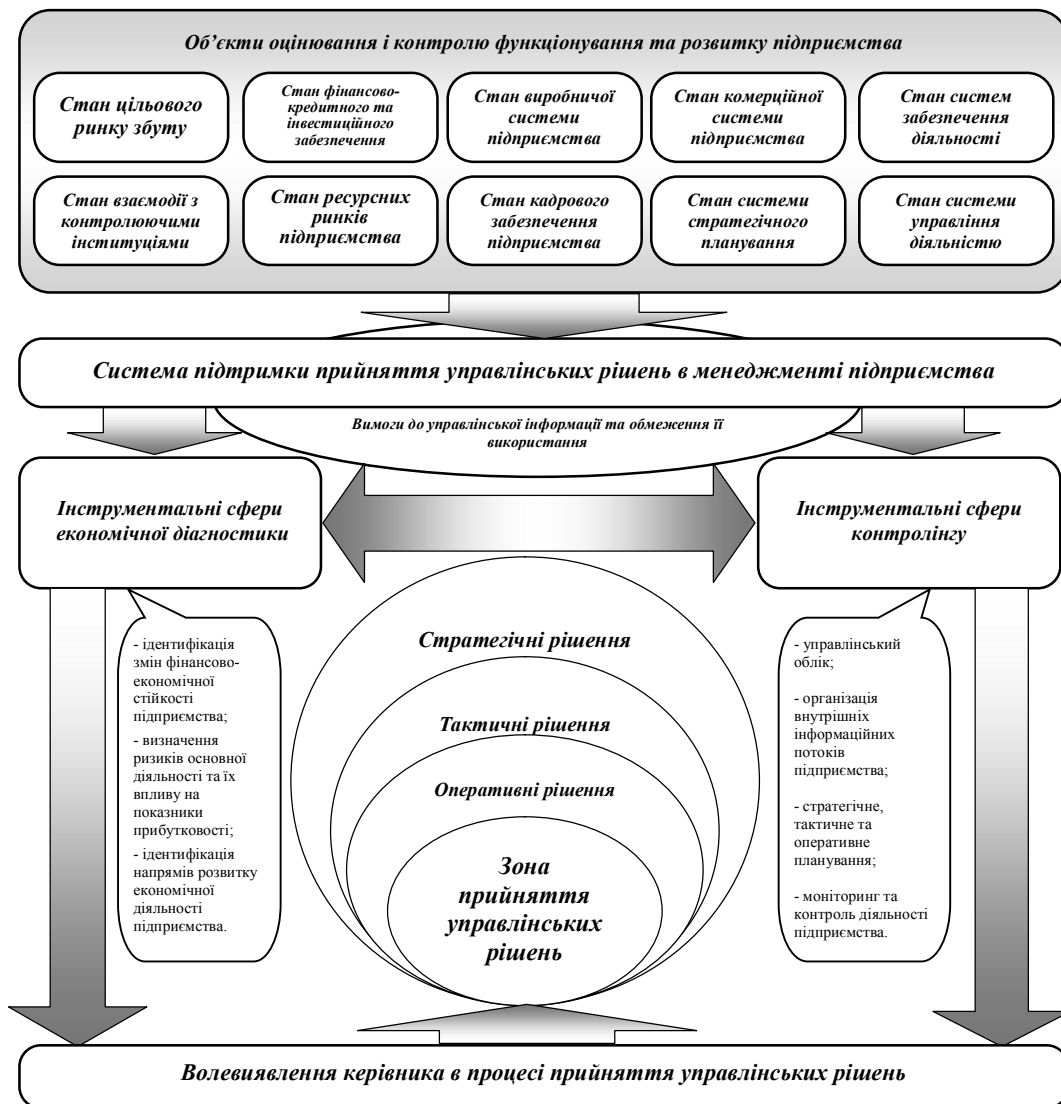 Об’єкти оцінювання і контролю функціонування та розвитку підприємства
Стан цільового
ринку збуту
Стан фінансово-
кредитного та
інвестиційного
забезпечення
Стан виробничої
системи
підприємства
Стан комерційної
системи
підприємства
Стан систем
забезпечення
діяльності
Стан взаємодії з
контролюючими
інституціями
Стан ресурсних
ринків
підприємства
Стан кадрового
забезпечення
підприємства
Стан системи
стратегічного
планування
Стан системи
управління
діяльністю
Система підтримки прийняття управлінських рішень в менеджменті підприємства
Вимоги до управлінської інформації та обмеження її
використання
Інструментальні сфери
економічної діагностики
Інструментальні сфери
контролінгу
- ідентифікація
змін фінансово-
економічної
стійкості
підприємства;
- визначення
ризиків основної
діяльності та їх
впливу на
показники
прибутковості;
- ідентифікація
напрямів розвитку
економічної
діяльності
підприємства.
Стратегічні рішення
Тактичні рішення
Оперативні рішення
Зона
прийняття
управлінських
рішень
- управлінський
облік;
- організація
внутрішніх
інформаційних
потоків
підприємства;
- стратегічне,
тактичне та
оперативне
планування;
- моніторинг та
контроль діяльності
підприємства.
Волевиявлення керівника в процесі прийняття управлінських рішень